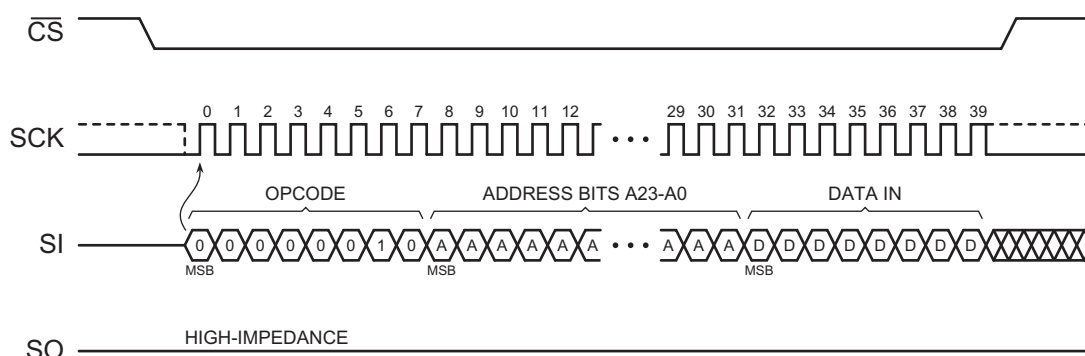 CS
0 1 2 3 4 5 6 7 8 9 10 11 12 29 30 31 32 33 34 35 36 37 38 39
SCK
OPCODE ADDRESS BITS A23-A0 DATA IN
SI 0 0 0 0 0 0 1 0 A A A A A A A A A D D D D D D D D
MSB MSB MSB
HIGH-IMPEDANCE
SO